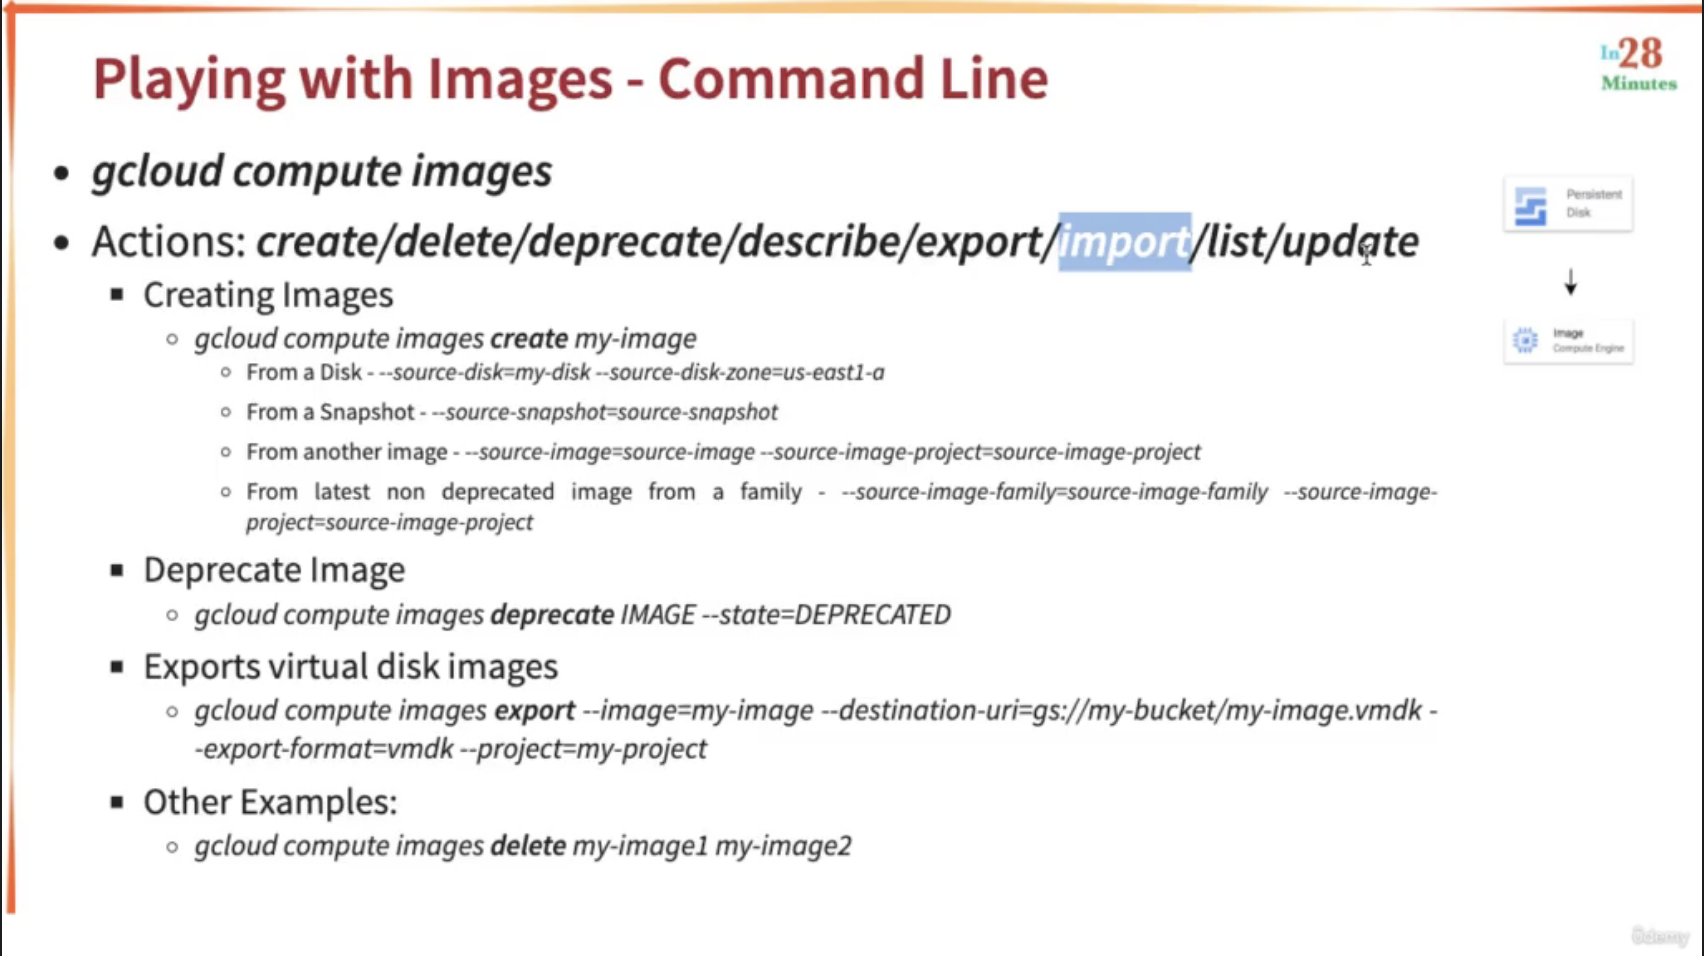 Playing with Images - Command Line
In28
Minutes
• gcloud compute images
• Actions: create/delete/deprecate/describe/export/import/list/update
Persistent
Disk
Image
Compute Engine
▪ Creating Images
○ gcloud compute images create my-image
○ From a Disk - --source-disk=my-disk --source-disk-zone=us-east1-a
○ From a Snapshot - --source-snapshot=source-snapshot
○ From another image - --source-image=source-image --source-image-project=source-image-project
○ From latest non deprecated image from a family - --source-image-family=source-image-family --source-image-
project=source-image-project
▪ Deprecate Image
○ gcloud compute images deprecate IMAGE --state=DEPRECATED
▪ Exports virtual disk images
○ gcloud compute images export --image=my-image --destination-uri=gs://my-bucket/my-image.vmdk -
-export-format=vmdk --project=my-project
▪ Other Examples:
○ gcloud compute images delete my-image1 my-image2
ûdemy